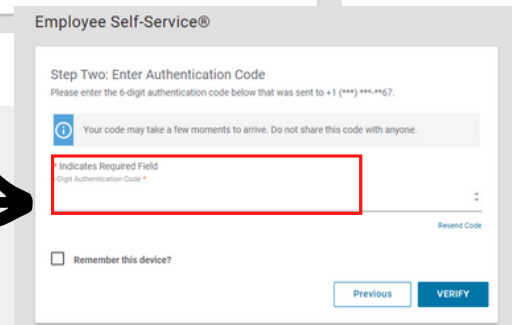 Employee Self-Service®
Step Two: Enter Authentication Code
Please enter the 6-digit authentication code below that was sent to +1 (***) ***-**67.
Your code may take a few moments to arrive. Do not share this code with anyone.
* Indicates Required Field
-Digit Authentication Code *
Resend Code
Remember this device?
Previous VERIFY